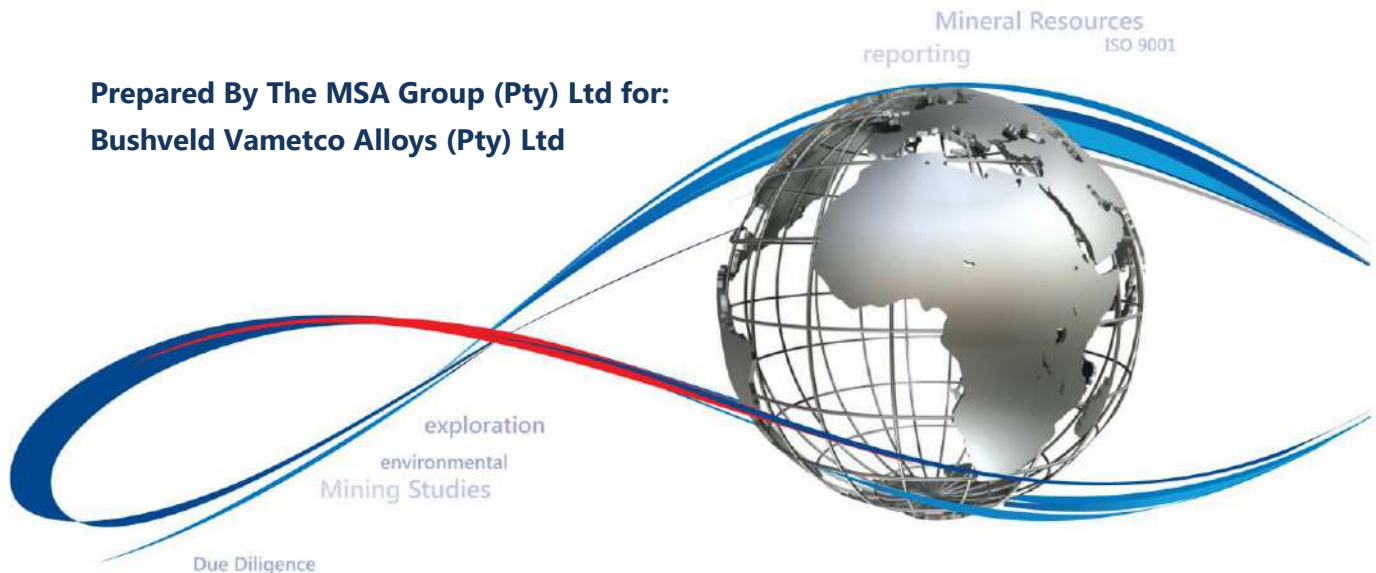 Mineral Resources
ISO 9001
reporting
Prepared By The MSA Group (Pty) Ltd for:
Bushveld Vametco Alloys (Pty) Ltd
exploration
environmental
Mining Studies
Due Diligence